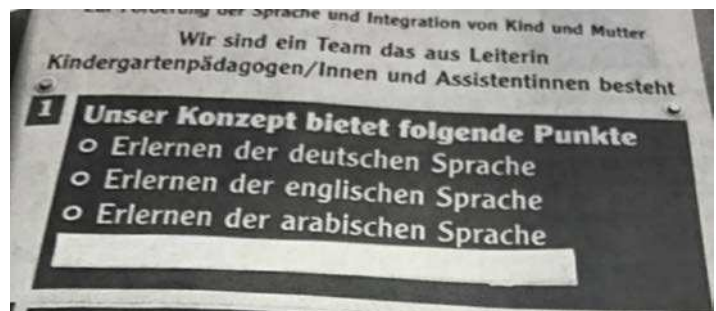 Zur Förderung der Sprache und Integration von Kind und Mutter
Wir sind ein Team das aus Leiterin
Kindergartenpädagogen/Innen und Assistentinnen besteht
1 Unser Konzept bietet folgende Punkte
o Erlernen der deutschen Sprache
o Erlernen der englischen Sprache
o Erlernen der arabischen Sprache